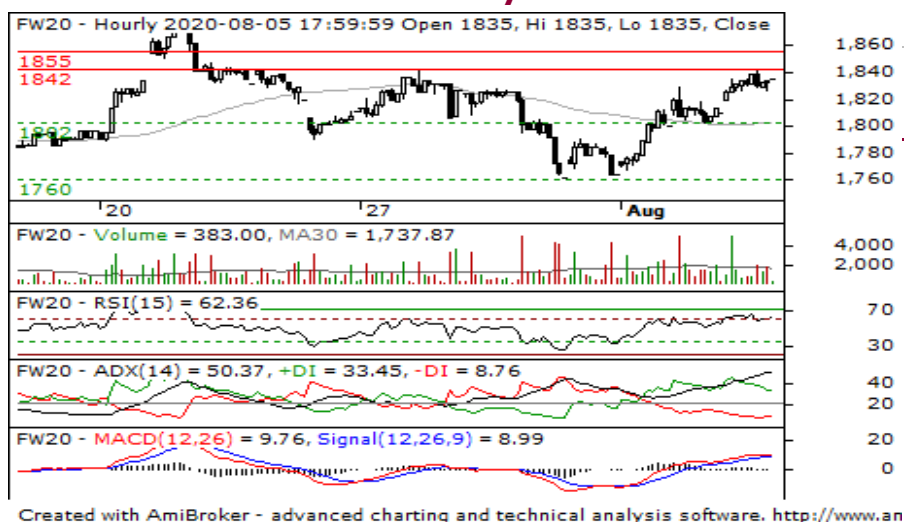 FW20 - Hourly 2020-08-05 17:59:59 Open 1835, Hi 1835, Lo 1835, Close
1,860
1855
1842
1,840
1,820
1802
1,800
1,780
1760
1,760
20 27 Aug
FW20 - Volume = 383.00, MA30 = 1,737.87
4,000
2,000
FW20 - RSI(15) = 62.36
70
30
FW20 - ADX(14) = 50.37, +DI = 33.45, -DI = 8.76
40
20
FW20 - MACD(12,26) = 9.76, Signal(12,26,9) = 8.99
20
0
Created with AmiBroker - advanced charting and technical analysis software. http://www.am